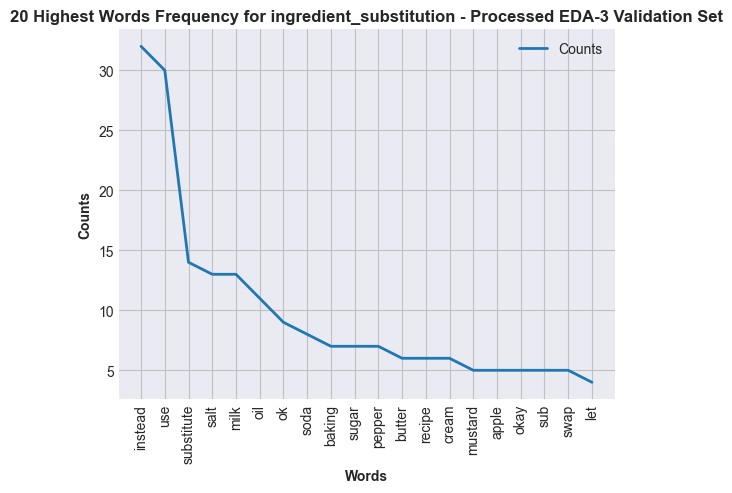 20 Highest Words Frequency for ingredient_substitution - Processed EDA-3 Validation Set
Counts
Counts
30
25
20
15
10
5
instead
use
substitute
salt
milk
oil
ok
soda
baking
sugar
pepper
butter
recipe
cream
mustard
apple
okay
sub
swap
let
Words